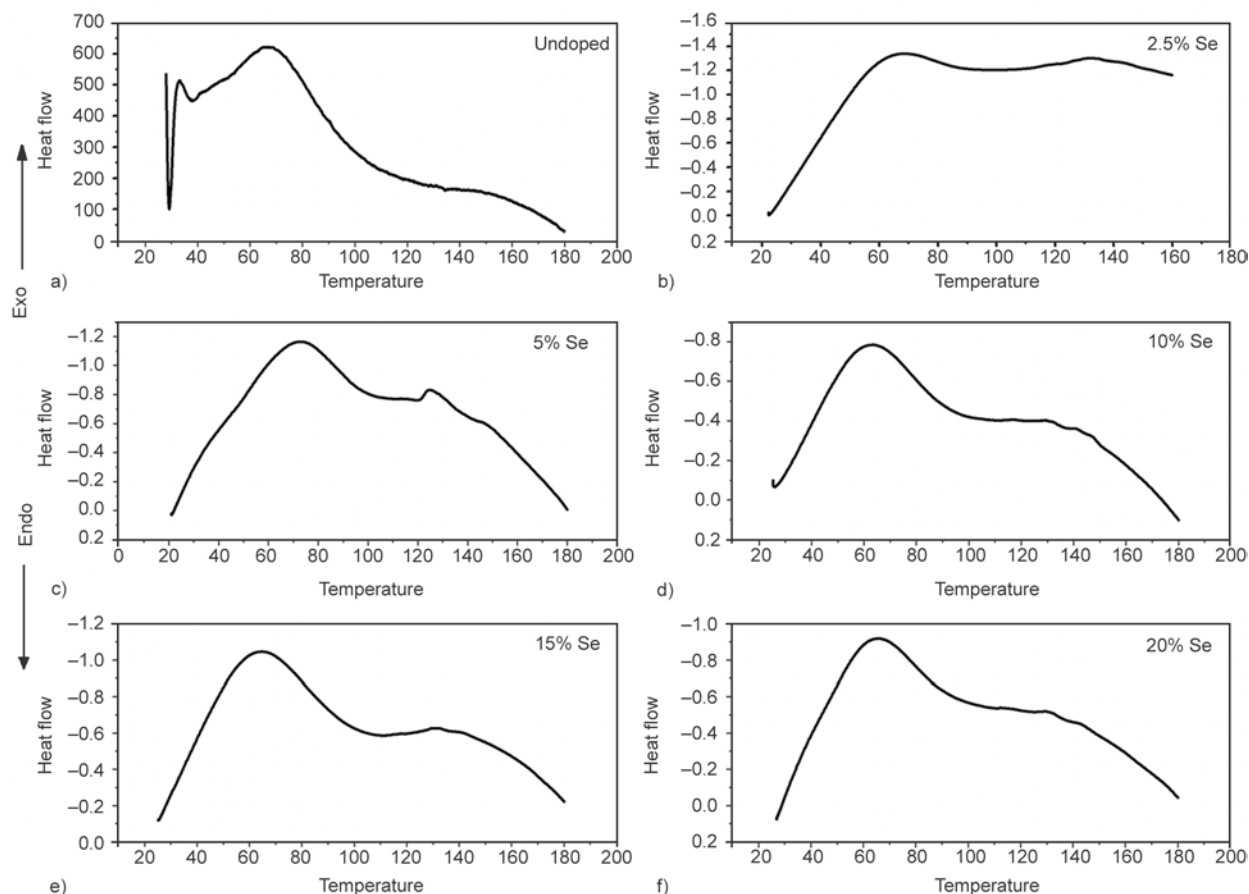 700
600
500
400
300
200
100
0
Heat flow
Undoped
20 40 60 80 100 120 140 160 180 200
Temperature
a)
–1.6
–1.4
–1.2
–1.0
–0.8
–0.6
–0.4
–0.2
0.0
0.2
Heat flow
2.5% Se
20 40 60 80 100 120 140 160 180
Temperature
b)
Exo
Endo
–1.2
–1.0
–0.8
–0.6
–0.4
–0.2
0.0
0.2
Heat flow
5% Se
0 20 40 60 80 100 120 140 160 180 200
Temperature
c)
–0.8
–0.6
–0.4
–0.2
0.0
0.2
Heat flow
10% Se
20 40 60 80 100 120 140 160 180 200
Temperature
d)
–1.2
–1.0
–0.8
–0.6
–0.4
–0.2
0.0
Heat flow
15% Se
20 40 60 80 100 120 140 160 180 200
Temperature
e)
–1.0
–0.8
–0.6
–0.4
–0.2
0.0
0.2
Heat flow
20% Se
20 40 60 80 100 120 140 160 180 200
Temperature
f)